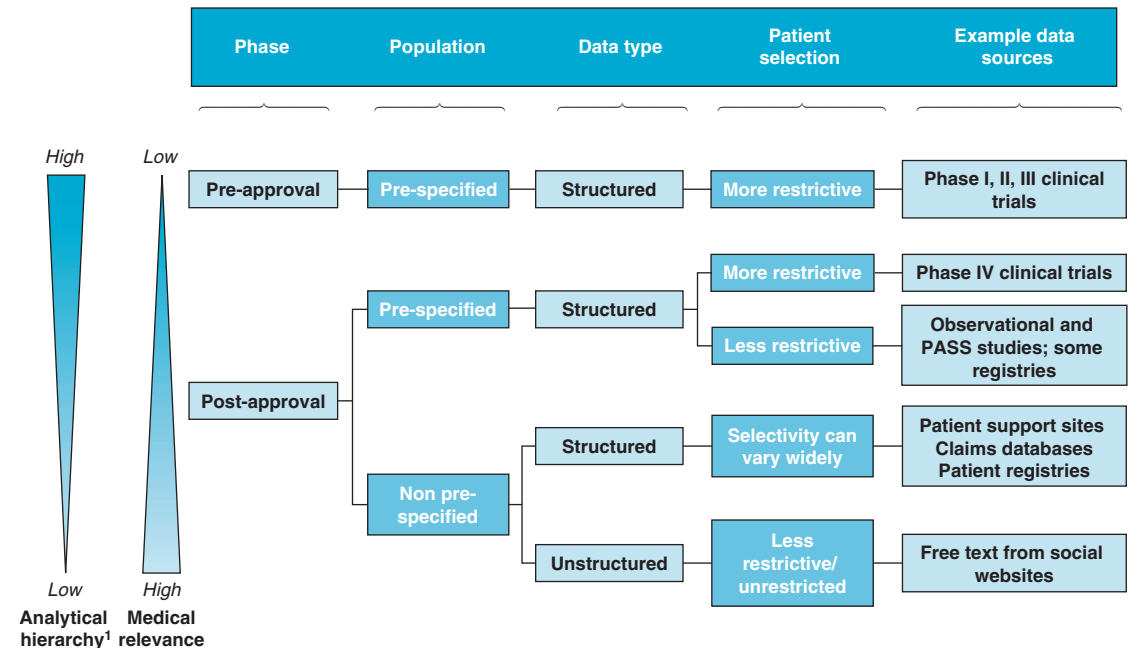 Phase
Population
Data type
Patient
selection
Example data
sources
High
Low
Pre-approval
Pre-specified
Structured
More restrictive
Phase I, II, III clinical
trials
More restrictive
Phase IV clinical trials
Pre-specified
Structured
Less restrictive
Observational and
PASS studies; some
registries
Post-approval
Structured
Selectivity can
vary widely
Patient support sites
Claims databases
Patient registries
Non pre-
specified
Unstructured
Less
restrictive/
unrestricted
Free text from social
websites
Low
High
Analytical
hierarchy¹
Medical
relevance